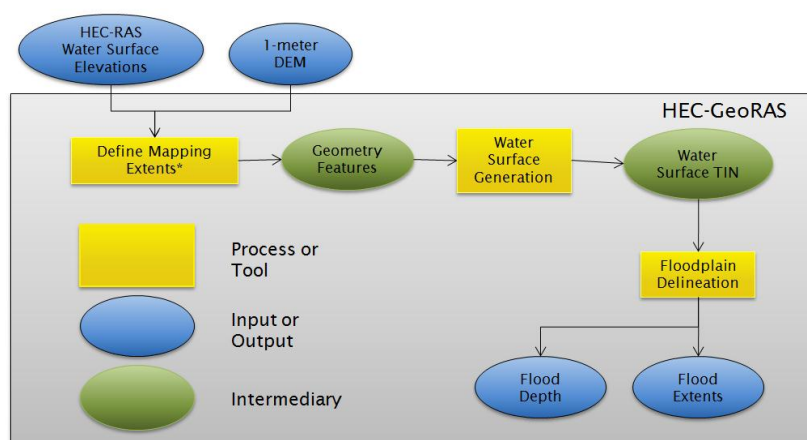 HEC-RAS
Water Surface
Elevations
1-meter
DEM
HEC-GeoRAS
Define Mapping
Extents*
Geometry
Features
Water
Surface
Generation
Water
Surface TIN
Process or
Tool
Floodplain
Delineation
Input or
Output
Flood
Depth
Flood
Extents
Intermediary